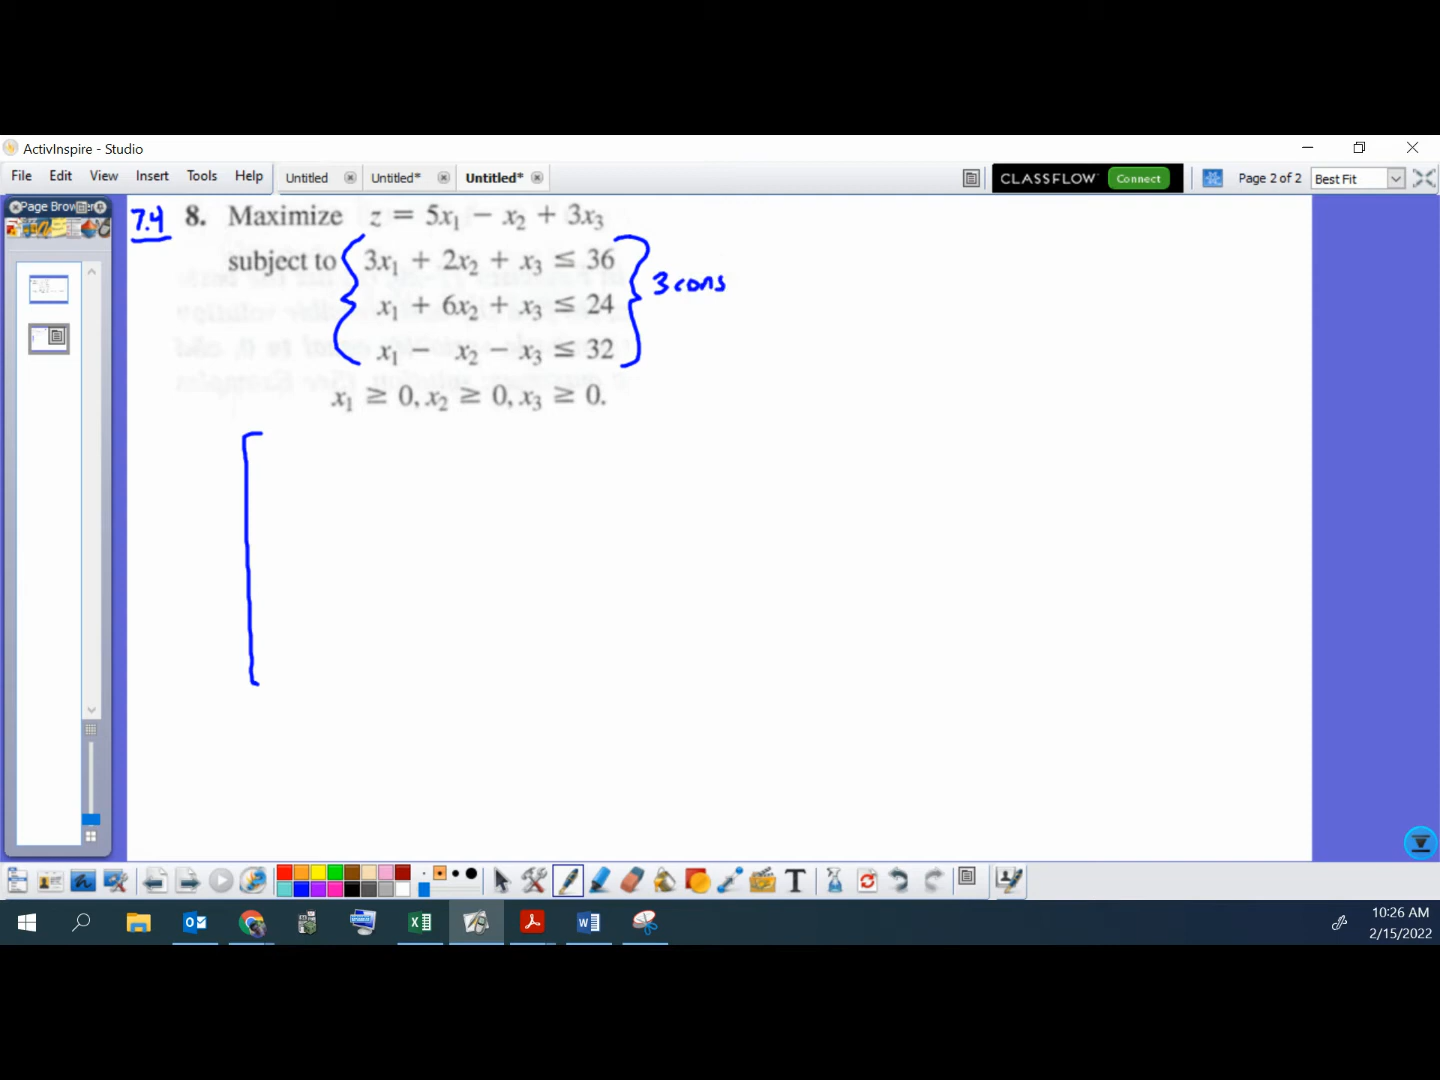 ActivInspire - Studio
File Edit View Insert Tools Help Untitled Untitled* Untitled* CLASSFLOW Connect Page 2 of 2 Best Fit
Page
7.4 8. Maximize z = 5x₁ − x₂ + 3x₃
subject to 3x₁ + 2x₂ + x₃ ≤ 36
3 cons
x₁ + 6x₂ + x₃ ≤ 24
x₁ − x₂ − x₃ ≤ 32
x₁ ≥ 0, x₂ ≥ 0, x₃ ≥ 0.
10:26 AM
2/15/2022